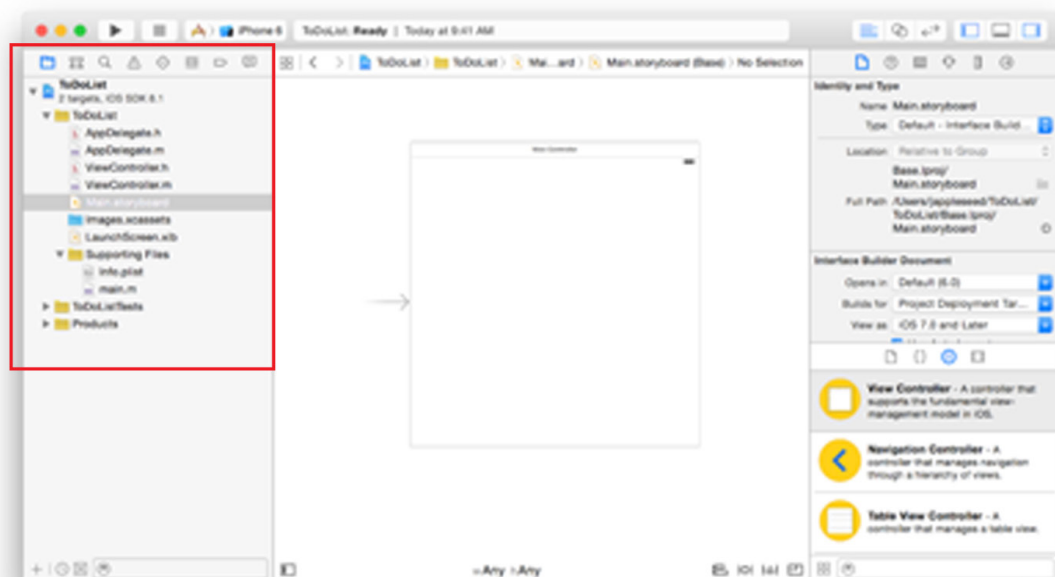 iPhone 6
ToDoList: Ready | Today at 9:41 AM
ToDoList
2 targets, iOS SDK 8.1
ToDoList
AppDelegate.h
AppDelegate.m
ViewController.h
ViewController.m
Main.storyboard
Images.xcassets
LaunchScreen.xib
Supporting Files
Info.plist
main.m
ToDoListTests
Products
ToDoList ToDoList Mai...ard Main.storyboard (Base) No Selection
View Controller
wAny hAny
Identity and Type
Name Main.storyboard
Type Default - Interface Build...
Location Relative to Group
Base.lproj/
Main.storyboard
Full Path /Users/jappleseed/ToDoList/
ToDoList/Base.lproj/
Main.storyboard
Interface Builder Document
Opens in Default (6.0)
Builds for Project Deployment Tar...
View as iOS 7.0 and Later
View Controller - A controller that
supports the fundamental view-
management model in iOS.
Navigation Controller - A
controller that manages navigation
through a hierarchy of views.
Table View Controller - A
controller that manages a table view.